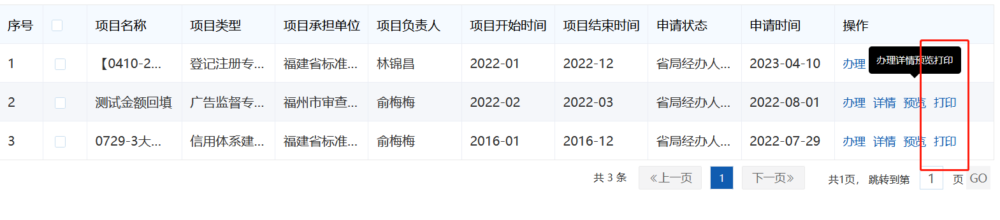 序号 项目名称 项目类型 项目承担单位 项目负责人 项目开始时间 项目结束时间 申请状态 申请时间 操作
1 【0410-2... 登记注册专... 福建省标准... 林锦昌 2022-01 2022-12 省局经办人... 2023-04-10 办理
办理详情预览打印
2 测试金额回填 广告监督专... 福州市审查... 俞梅梅 2022-02 2022-03 省局经办人... 2022-08-01 办理 详情 预览 打印
3 0729-3大... 信用体系建... 福建省标准... 俞梅梅 2016-01 2016-12 省局经办人... 2022-07-29 办理 详情 预览 打印
共 3 条 «上一页 1 下一页» 共1页， 跳转到第 1 页 GO